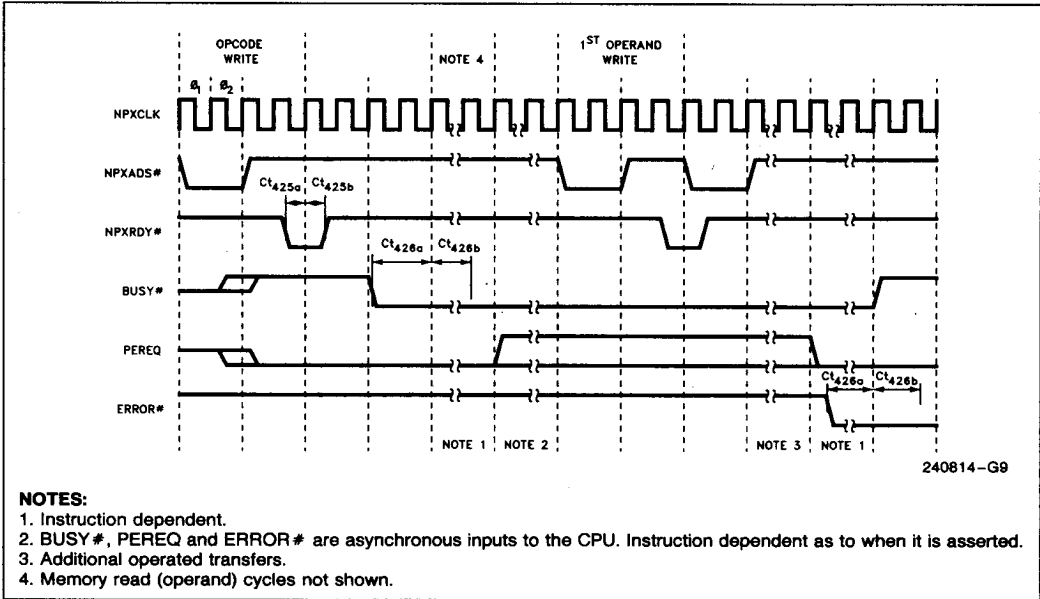 OPCODE WRITE
NOTE 4
1ST OPERAND WRITE
ø1 ø2
NPXCLK
NPXADS#
Ct425a Ct425b
NPXRDY#
Ct426a Ct426b
BUSY#
PEREQ
Ct426a Ct426b
ERROR#
NOTE 1 NOTE 2 NOTE 3 NOTE 1
240814-G9
NOTES:
1. Instruction dependent.
2. BUSY#, PEREQ and ERROR# are asynchronous inputs to the CPU. Instruction dependent as to when it is asserted.
3. Additional operated transfers.
4. Memory read (operand) cycles not shown.